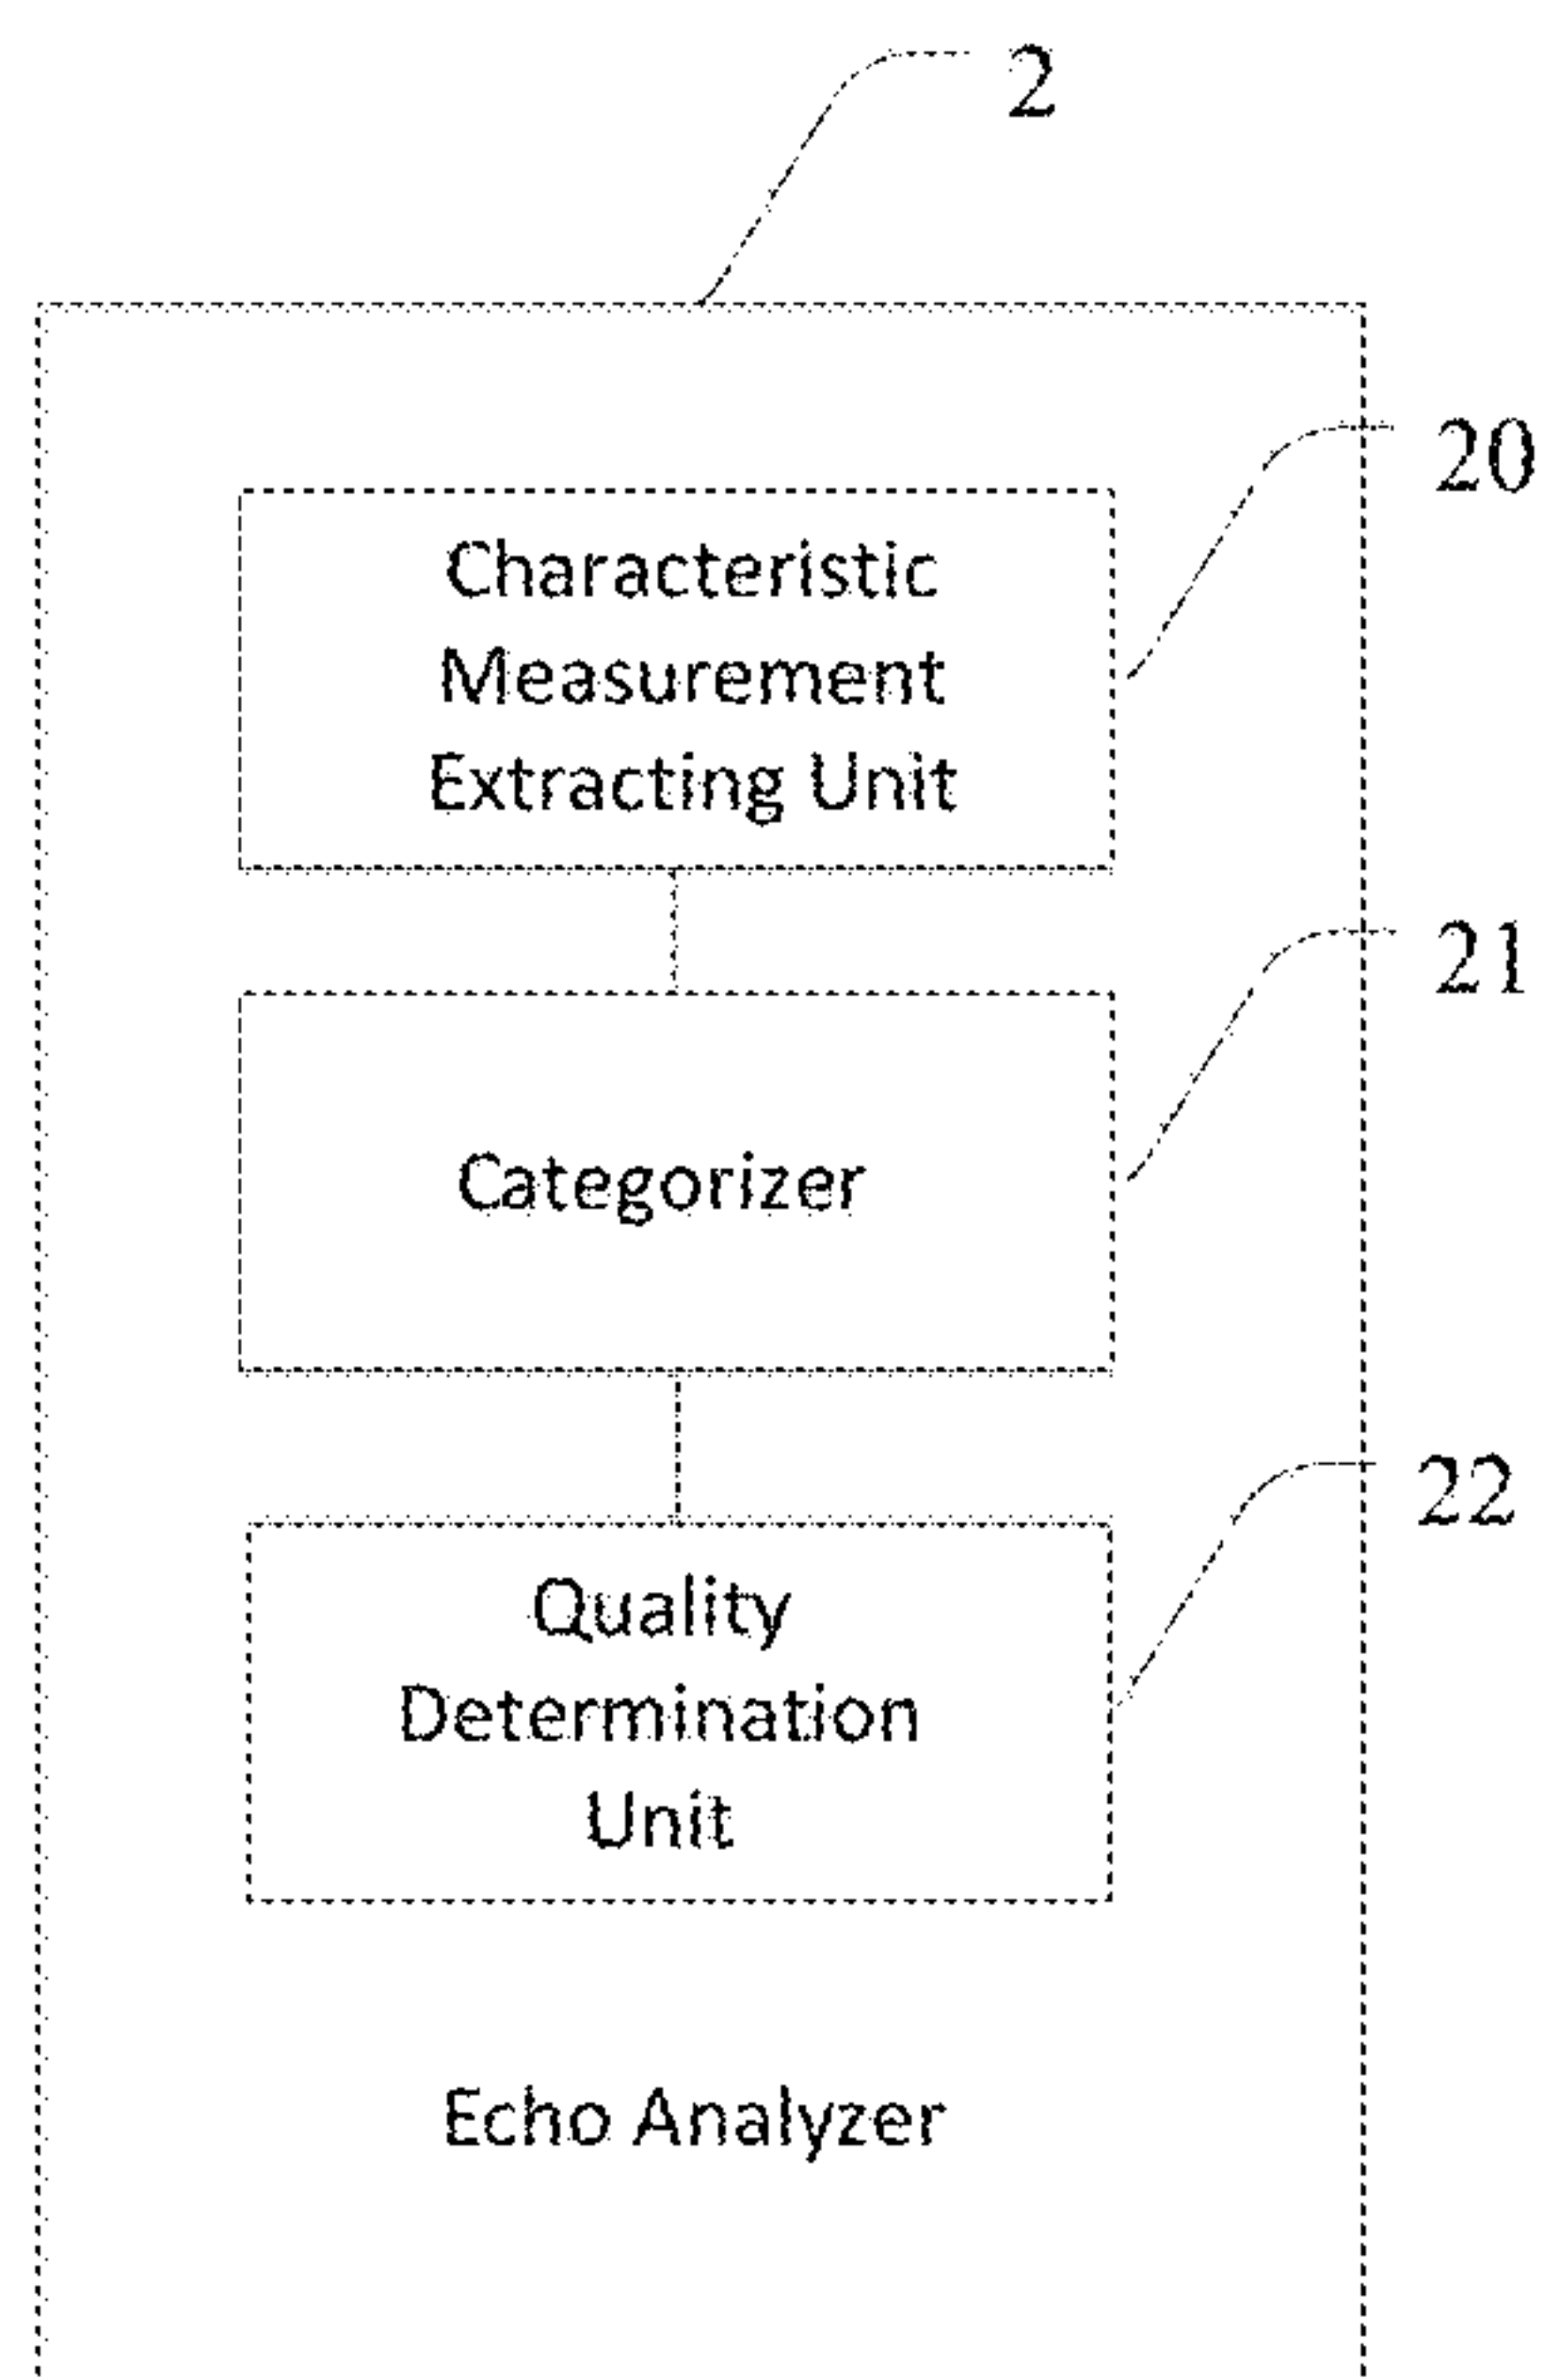 2
20
Characteristic
Measurement
Extracting Unit
21
Categorizer
22
Quality
Determination
Unit
Echo Analyzer